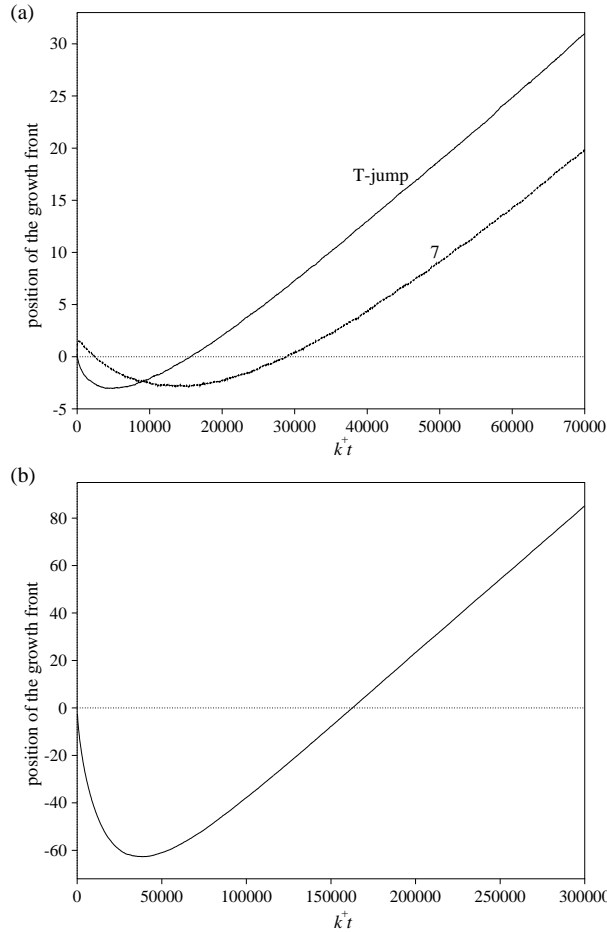 (a)
position of the growth front
30
25
20
15
10
5
0
-5
T-jump
7
0 10000 20000 30000 40000 50000 60000 70000
k⁺t
(b)
position of the growth front
80
60
40
20
0
-20
-40
-60
0 50000 100000 150000 200000 250000 300000
k⁺t